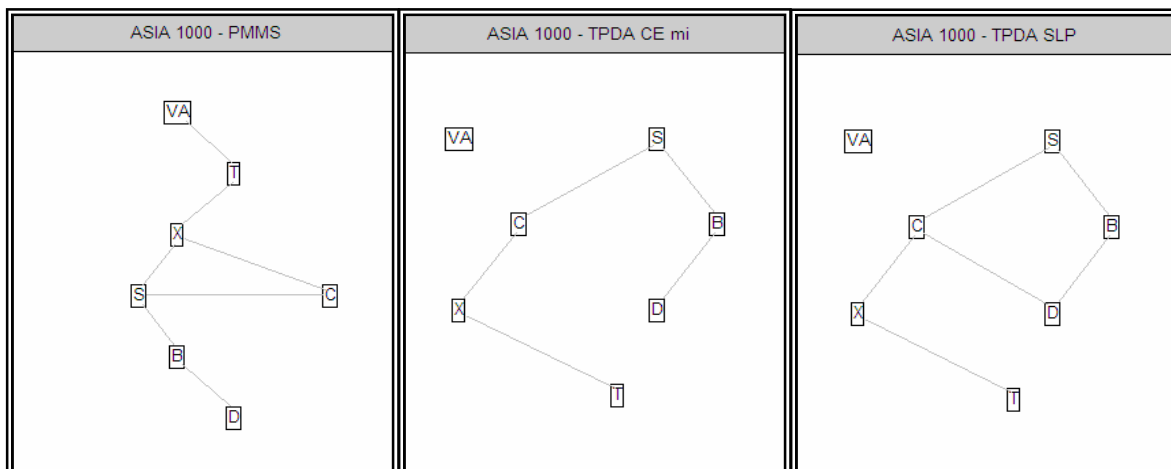 ASIA 1000 - PMMS
VA
T
X
S
C
B
D
ASIA 1000 - TPDA CE mi
VA
S
C
B
X
D
T
ASIA 1000 - TPDA SLP
VA
S
C
B
X
D
T